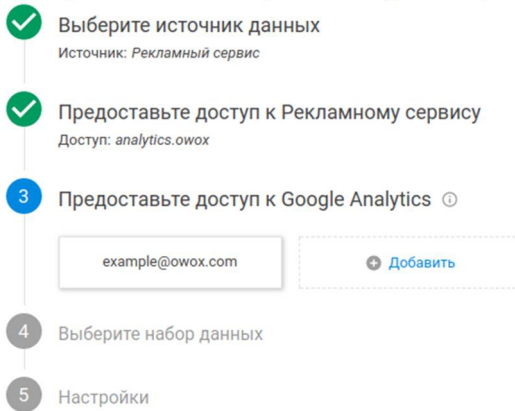 Выберите источник данных
Источник: Рекламный сервис
Предоставьте доступ к Рекламному сервису
Доступ: analytics.owox
3 Предоставьте доступ к Google Analytics
example@owox.com Добавить
4 Выберите набор данных
5 Настройки